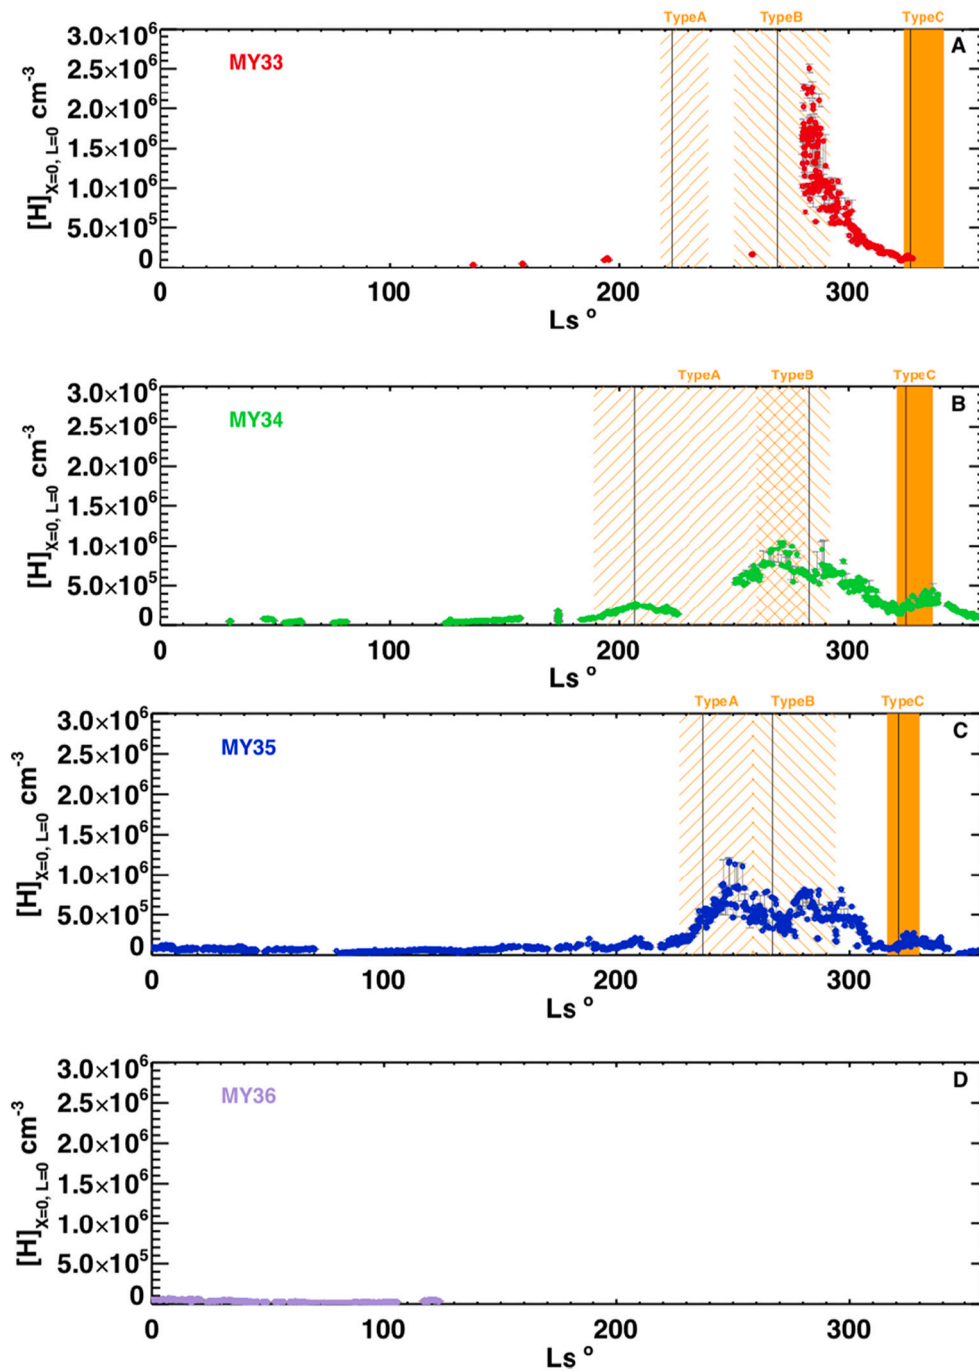 TypeA TypeB TypeC
3.0×10⁶ A
MY33
2.5×10⁶
2.0×10⁶
1.5×10⁶
1.0×10⁶
5.0×10⁵
0
[H]X=0, L=0 cm⁻³
0 100 200 300
Ls º
TypeA TypeB TypeC
3.0×10⁶ B
MY34
2.5×10⁶
2.0×10⁶
1.5×10⁶
1.0×10⁶
5.0×10⁵
0
[H]X=0, L=0 cm⁻³
0 100 200 300
Ls º
TypeA TypeB TypeC
3.0×10⁶ C
MY35
2.5×10⁶
2.0×10⁶
1.5×10⁶
1.0×10⁶
5.0×10⁵
0
[H]X=0, L=0 cm⁻³
0 100 200 300
Ls º
3.0×10⁶ D
MY36
2.5×10⁶
2.0×10⁶
1.5×10⁶
1.0×10⁶
5.0×10⁵
0
[H]X=0, L=0 cm⁻³
0 100 200 300
Ls º